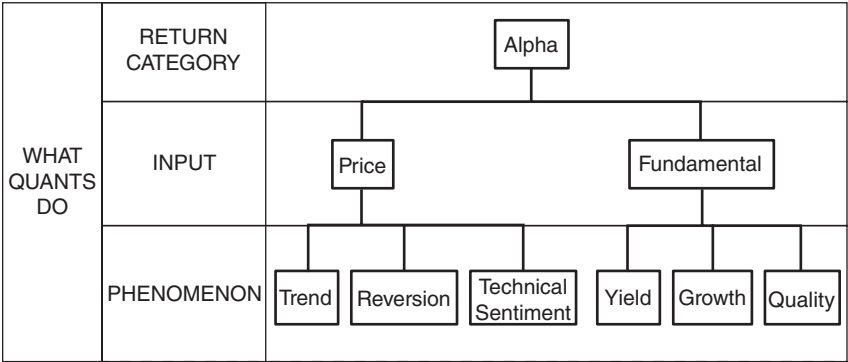 WHAT
QUANTS
DO
RETURN
CATEGORY
Alpha
INPUT
Price
Fundamental
PHENOMENON
Trend
Reversion
Technical
Sentiment
Yield
Growth
Quality